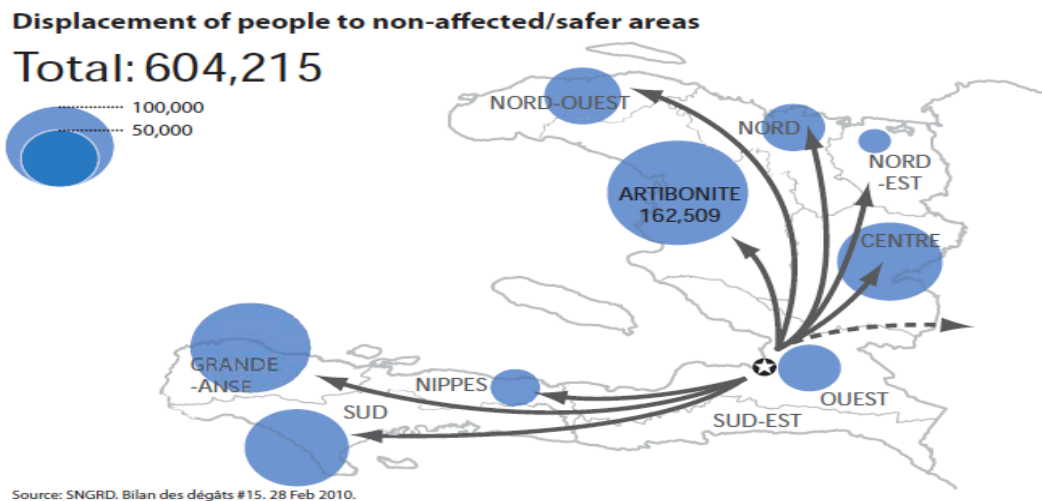 Displacement of people to non-affected/safer areas
Total: 604,215
100,000
50,000
NORD-OUEST
NORD
NORD
-EST
ARTIBONITE
162,509
CENTRE
GRANDE
-ANSE
NIPPES
SUD
OUEST
SUD-EST
Source: SNGRD. Bilan des dégâts #15. 28 Feb 2010.